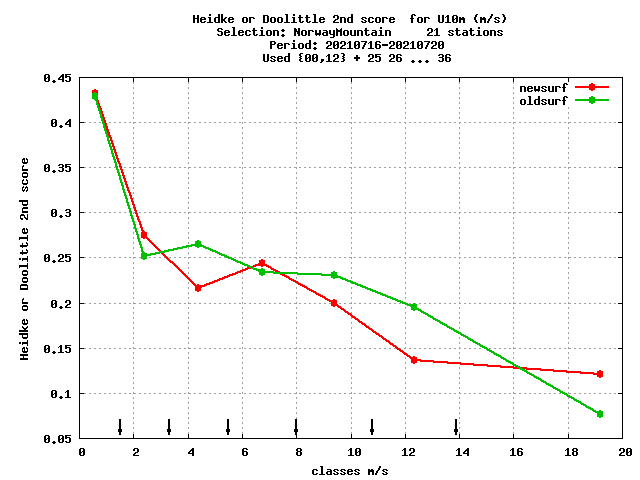 Heidke or Doolittle 2nd score  for U10m (m/s)
Selection: NorwayMountain     21 stations
Period: 20210716-20210720
Used {00,12} + 25 26 ... 36
newsurf
oldsurf
0.45
0.4
0.35
0.3
0.25
0.2
0.15
0.1
0.05
Heidke or Doolittle 2nd score
0 2 4 6 8 10 12 14 16 18 20
classes m/s